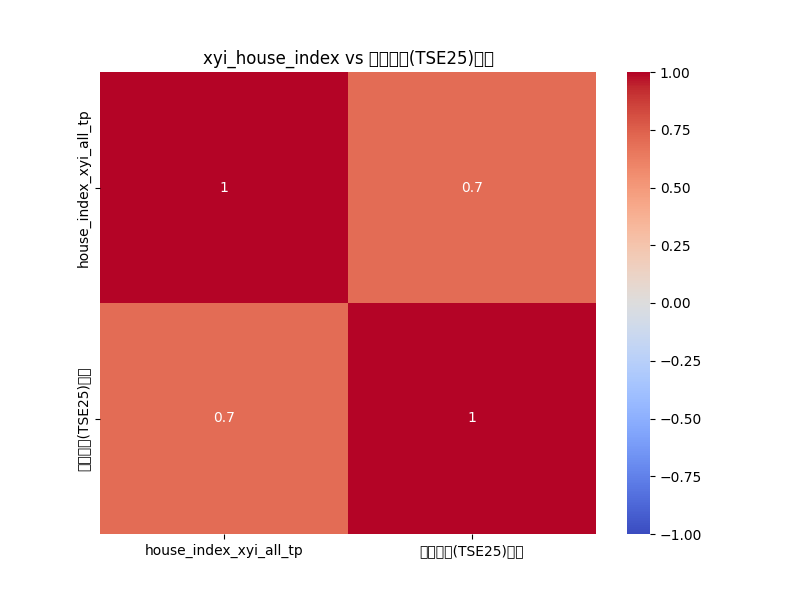 xyi_house_index vs (TSE25)
house_index_xyi_all_tp
1
0.7
(TSE25)
0.7
1
house_index_xyi_all_tp
(TSE25)
1.00
0.75
0.50
0.25
0.00
−0.25
−0.50
−0.75
−1.00